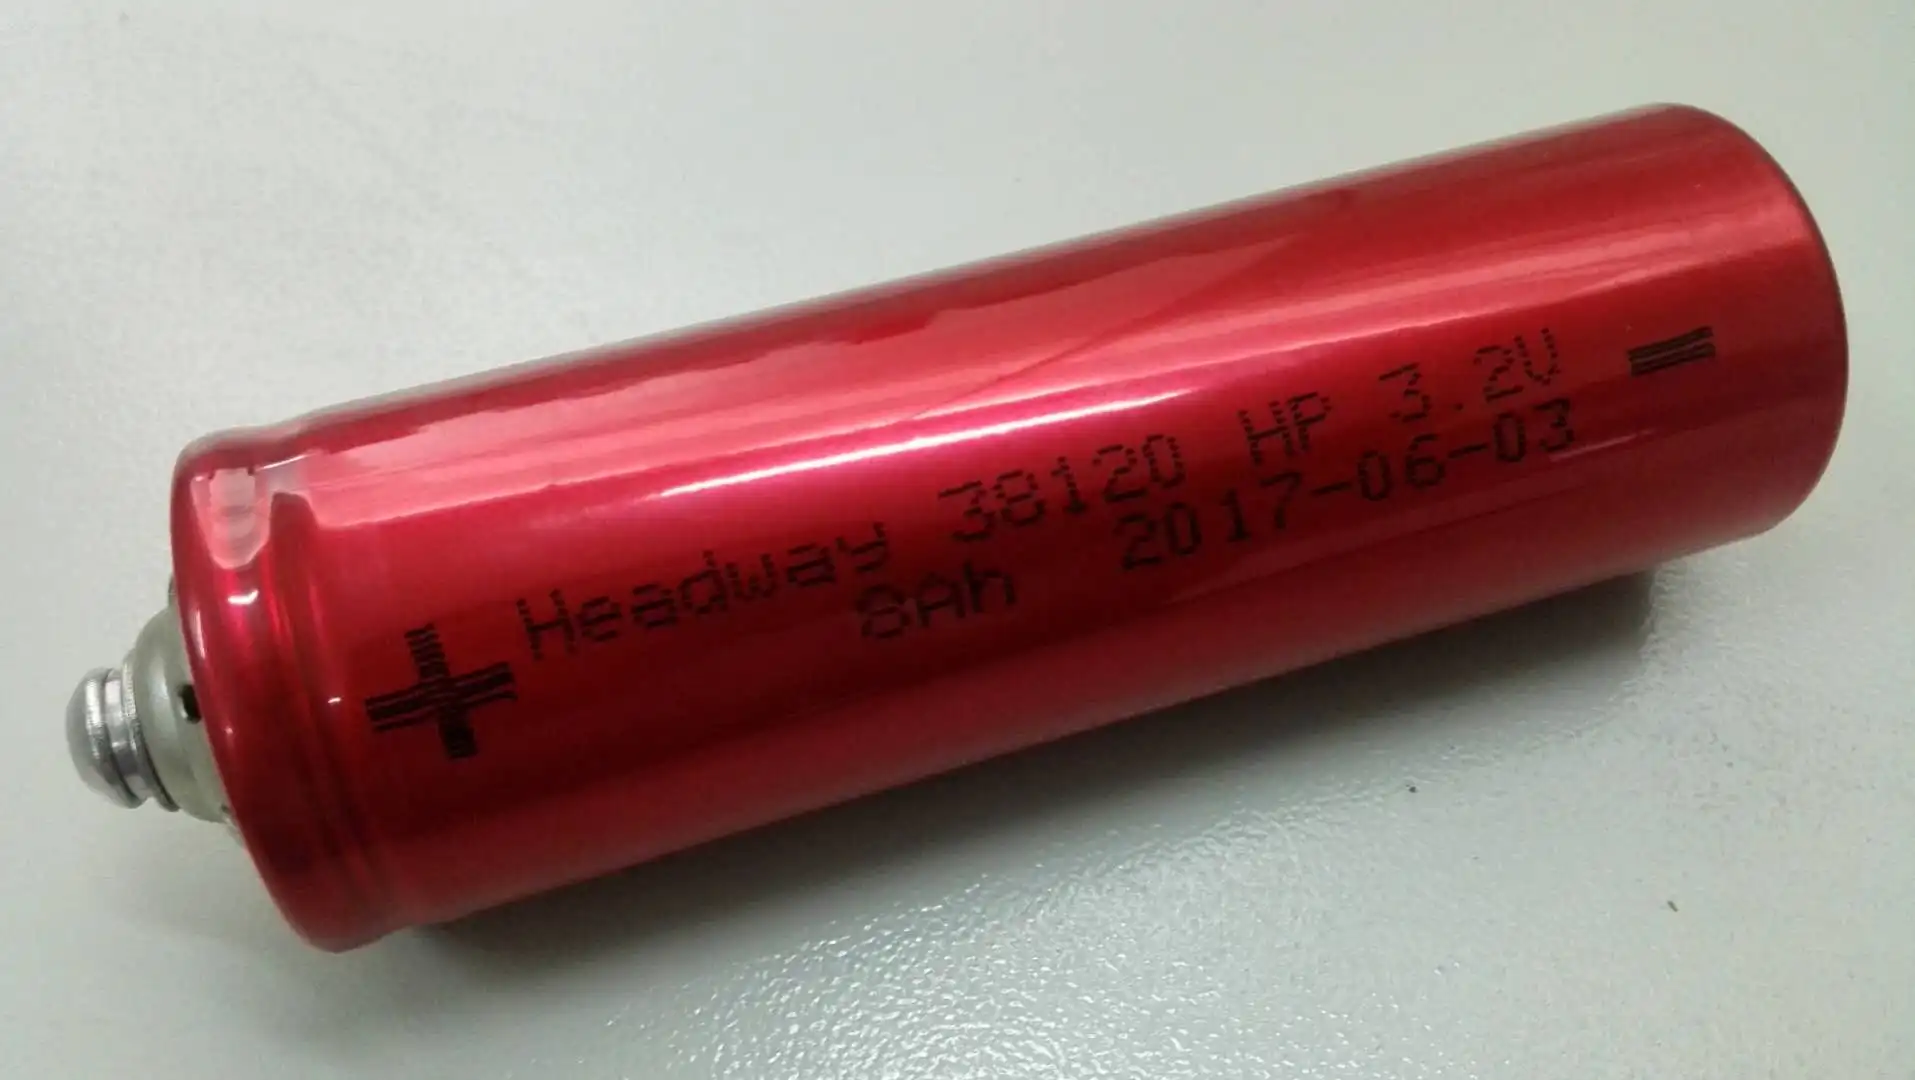 + Headway 38120 HP 3.2V -
8Ah 2017-06-03